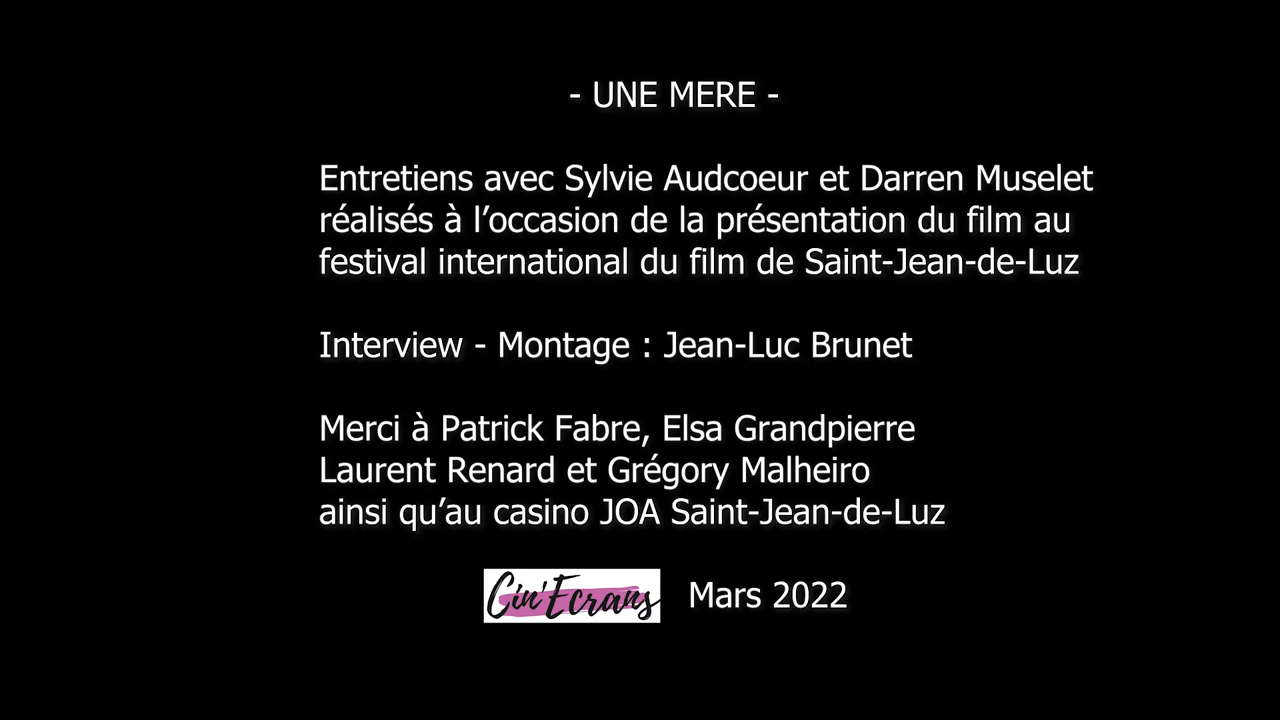 - UNE MERE -
Entretiens avec Sylvie Audcoeur et Darren Muselet
réalisés à l’occasion de la présentation du film au
festival international du film de Saint-Jean-de-Luz
Interview - Montage : Jean-Luc Brunet
Merci à Patrick Fabre, Elsa Grandpierre
Laurent Renard et Grégory Malheiro
ainsi qu’au casino JOA Saint-Jean-de-Luz
Cin'Ecrans Mars 2022